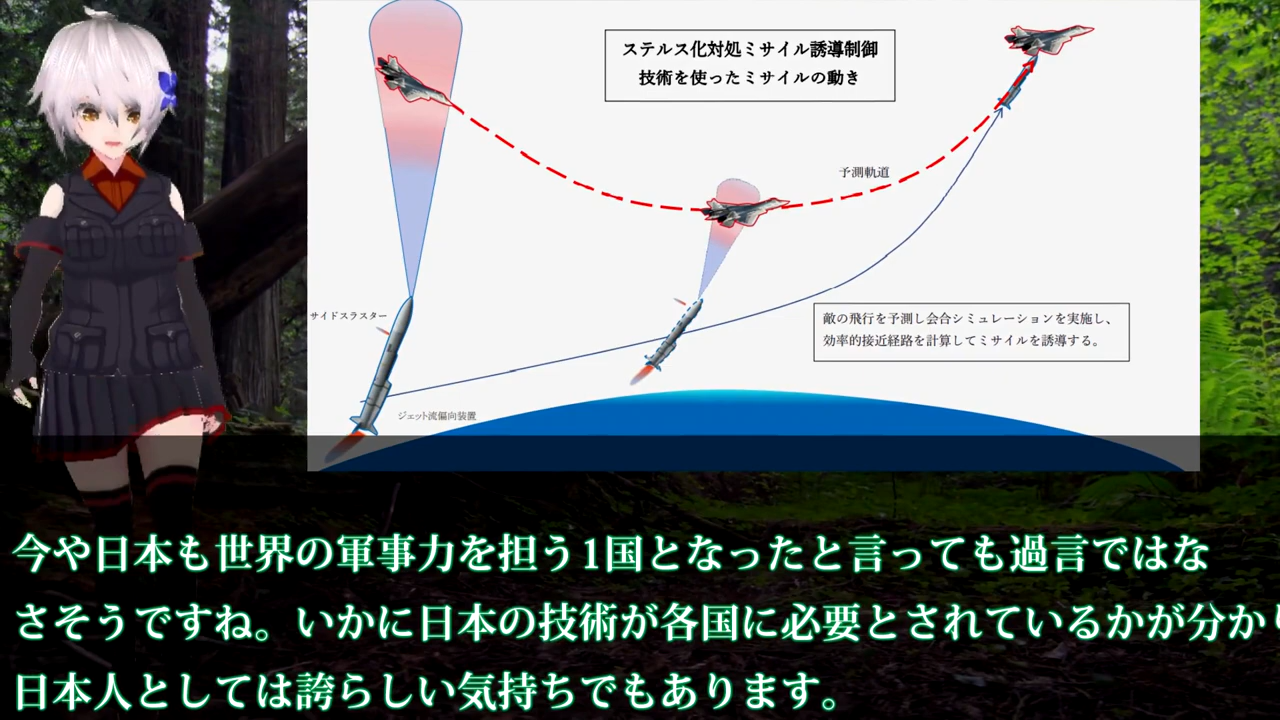 ステルス化対処ミサイル誘導制御
技術を使ったミサイルの動き
予測軌道
サイドスラスター
敵の飛行を予測し会合シミュレーションを実施し、
効率的接近経路を計算してミサイルを誘導する。
ジェット流偏向装置
今や日本も世界の軍事力を担う1国となったと言っても過言ではな
さそうですね。いかに日本の技術が各国に必要とされているかが分かり
日本人としては誇らしい気持ちでもあります。